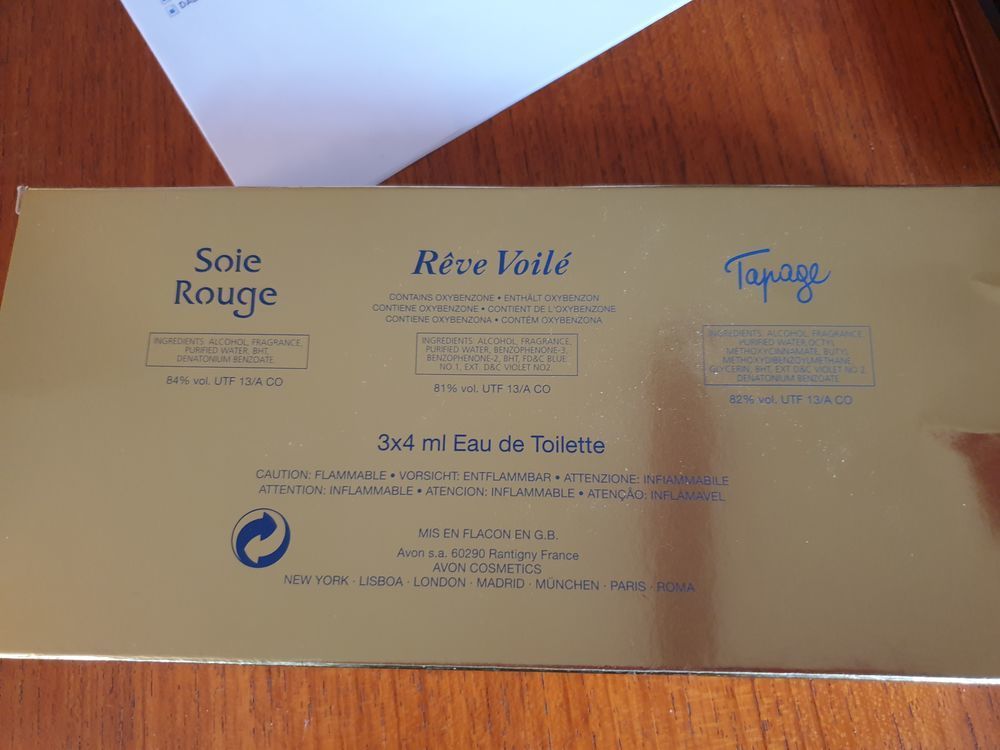 DA
Soie
Rouge
INGREDIENTS: ALCOHOL, FRAGRANCE,
PURIFIED WATER, BHT,
DENATONIUM BENZOATE.
84% vol. UTF 13/A CO
Rêve Voilé
CONTAINS OXYBENZONE • ENTHÄLT OXYBENZON
CONTIENE OXYBENZONE • CONTIENT DE L'OXYBENZONE
CONTIENE OXYBENZONA • CONTÉM OXYBENZONA
INGREDIENTS: ALCOHOL, FRAGRANCE,
PURIFIED WATER, BENZOPHENONE-3,
BENZOPHENONE-2, BHT, FD&C BLUE
NO.1, EXT. D&C VIOLET NO2.
81% vol. UTF 13/A CO
Tapage
INGREDIENTS: ALCOHOL, FRAGRANCE,
PURIFIED WATER,OCTYL
METHOXYCINNAMATE, BUTYL
METHOXYDIBENZOYLMETHANE,
GLYCERIN, BHT, EXT D&C VIOLET NO 2,
DENATONIUM BENZOATE.
82% vol. UTF 13/A CO
3x4 ml Eau de Toilette
CAUTION: FLAMMABLE • VORSICHT: ENTFLAMMBAR • ATTENZIONE: INFIAMMABILE
ATTENTION: INFLAMMABLE • ATENCION: INFLAMMABLE • ATENÇÃO: INFLAMAVEL
MIS EN FLACON EN G.B.
Avon s.a. 60290 Rantigny France
AVON COSMETICS
NEW YORK · LISBOA · LONDON · MADRID · MÜNCHEN · PARIS · ROMA